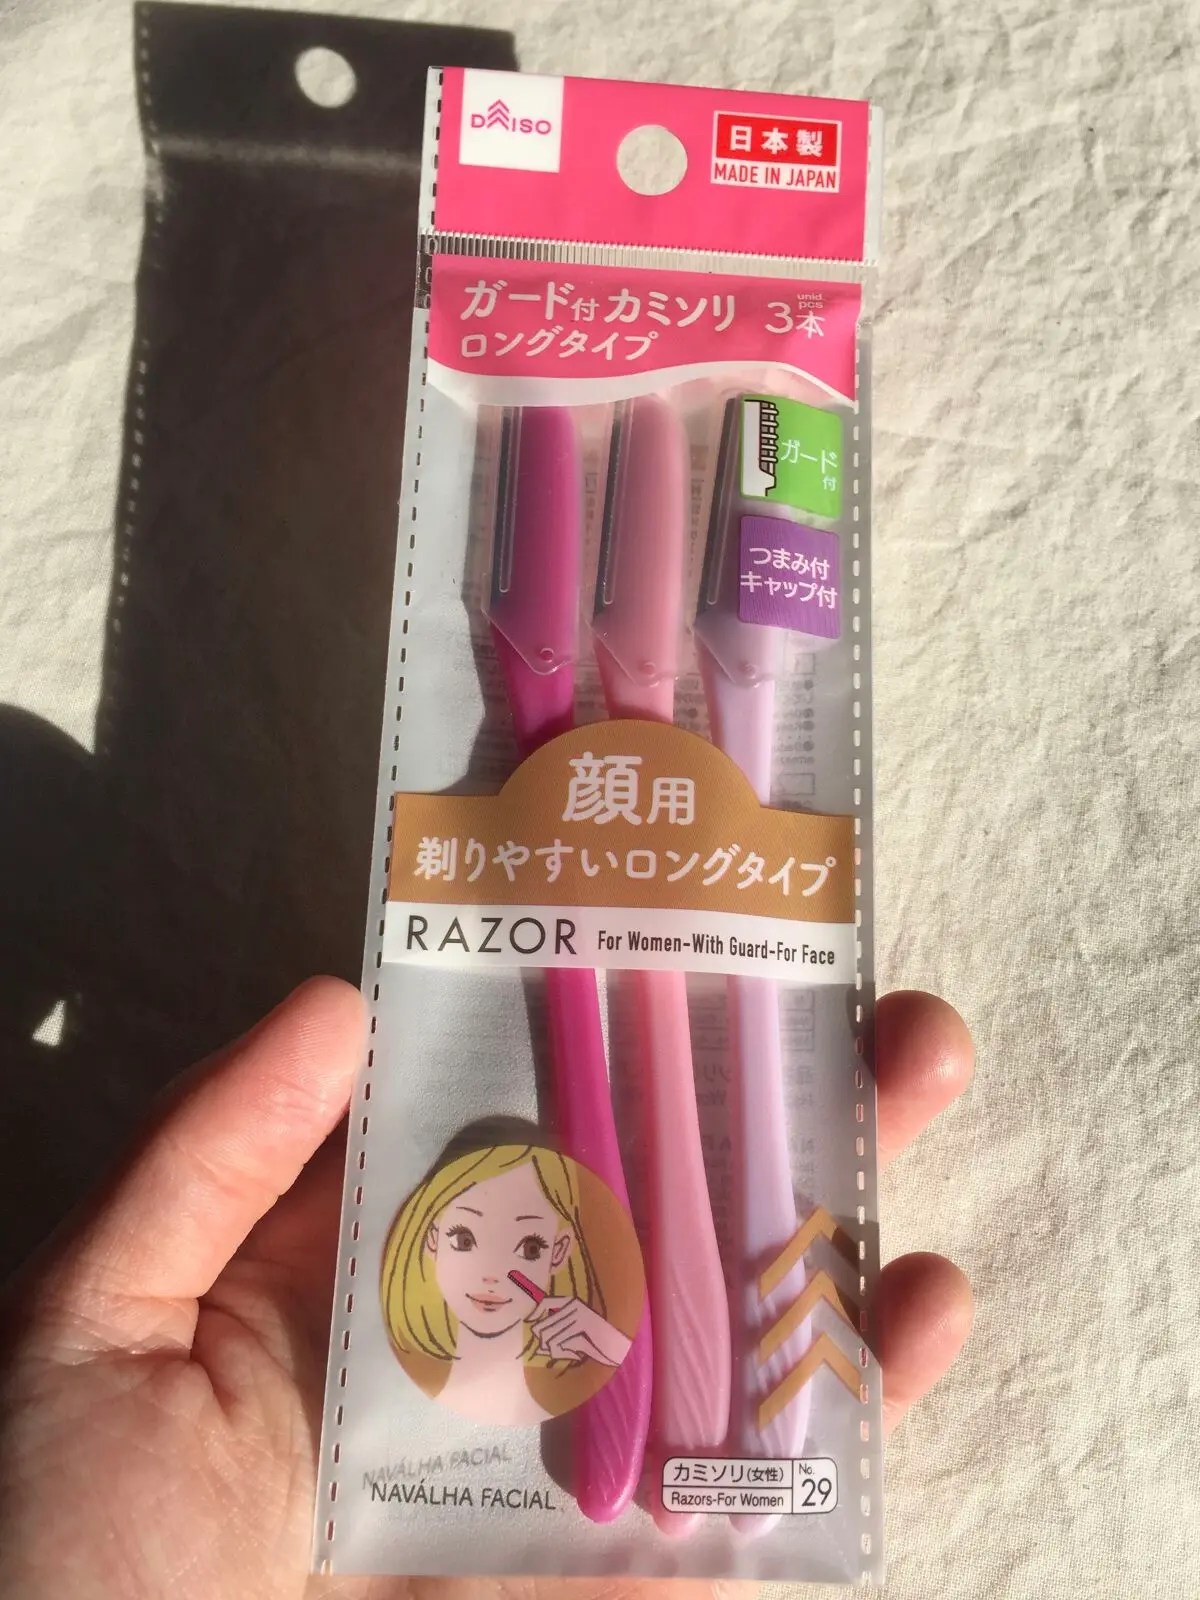 DAISO
日本製
MADE IN JAPAN
ガード付カミソリ
ロングタイプ
unid.
pcs
3本
ガード
付
つまみ付
キャップ付
顔用
剃りやすいロングタイプ
RAZOR For Women-With Guard-For Face
NAVÁLHA FACIAL
カミソリ(女性)
Razors-For Women
No.
29